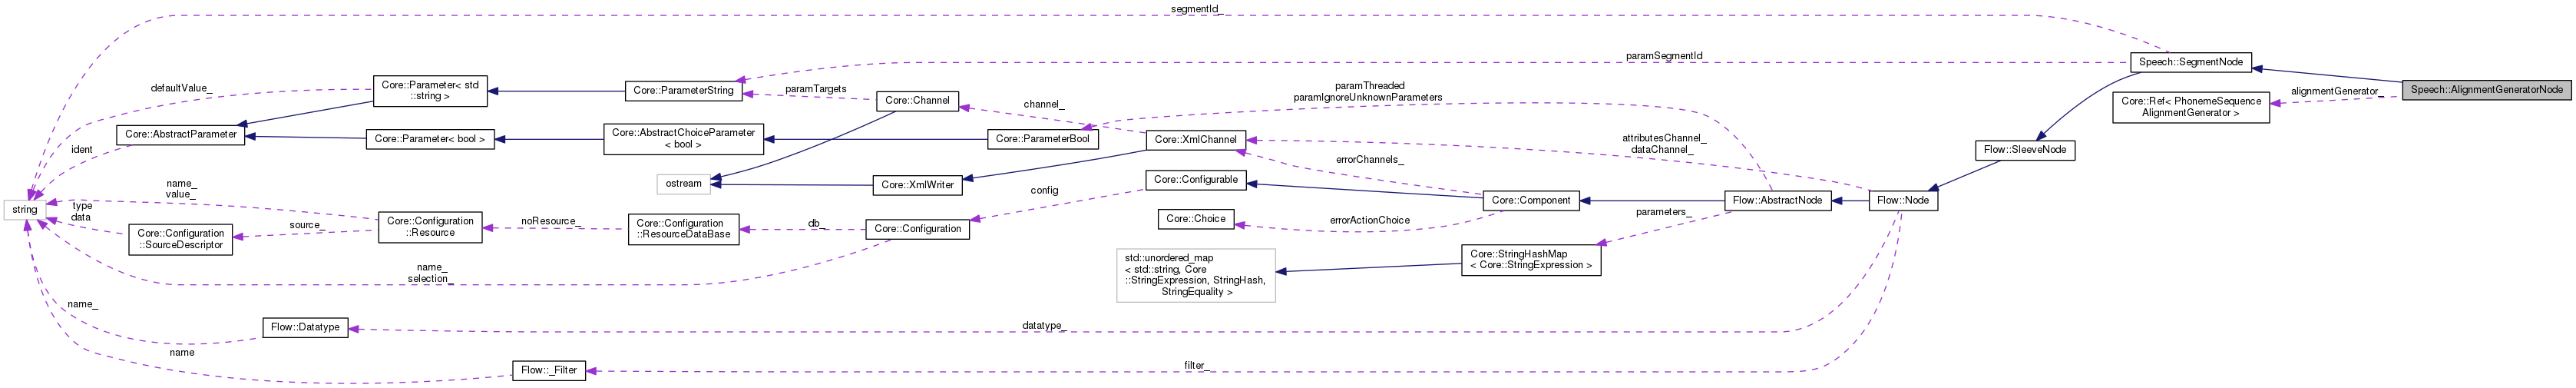 segmentId_
paramSegmentId
Speech::SegmentNode
defaultValue_
Core::Parameter< std
::string >
Core::ParameterString
paramTargets
Core::Channel
channel_
paramThreaded
paramIgnoreUnknownParameters
Core::Ref< PhonemeSequence
AlignmentGenerator >
alignmentGenerator_
Speech::AlignmentGeneratorNode
Core::AbstractParameter
Core::Parameter< bool >
Core::AbstractChoiceParameter
< bool >
Core::ParameterBool
Core::XmlChannel
attributesChannel_
dataChannel_
ident
errorChannels_
Flow::SleeveNode
name_
value_
ostream
Core::XmlWriter
config
Core::Configurable
Core::Component
Flow::AbstractNode
Flow::Node
string
type
data
Core::Configuration
::SourceDescriptor
source_
Core::Configuration
::Resource
noResource_
Core::Configuration
::ResourceDataBase
db_
Core::Configuration
Core::Choice
errorActionChoice
parameters_
name_
selection_
std::unordered_map
< std::string, Core
::StringExpression, StringHash,
StringEquality >
Core::StringHashMap
< Core::StringExpression >
name_
Flow::Datatype
datatype_
name
Flow::_Filter
filter_